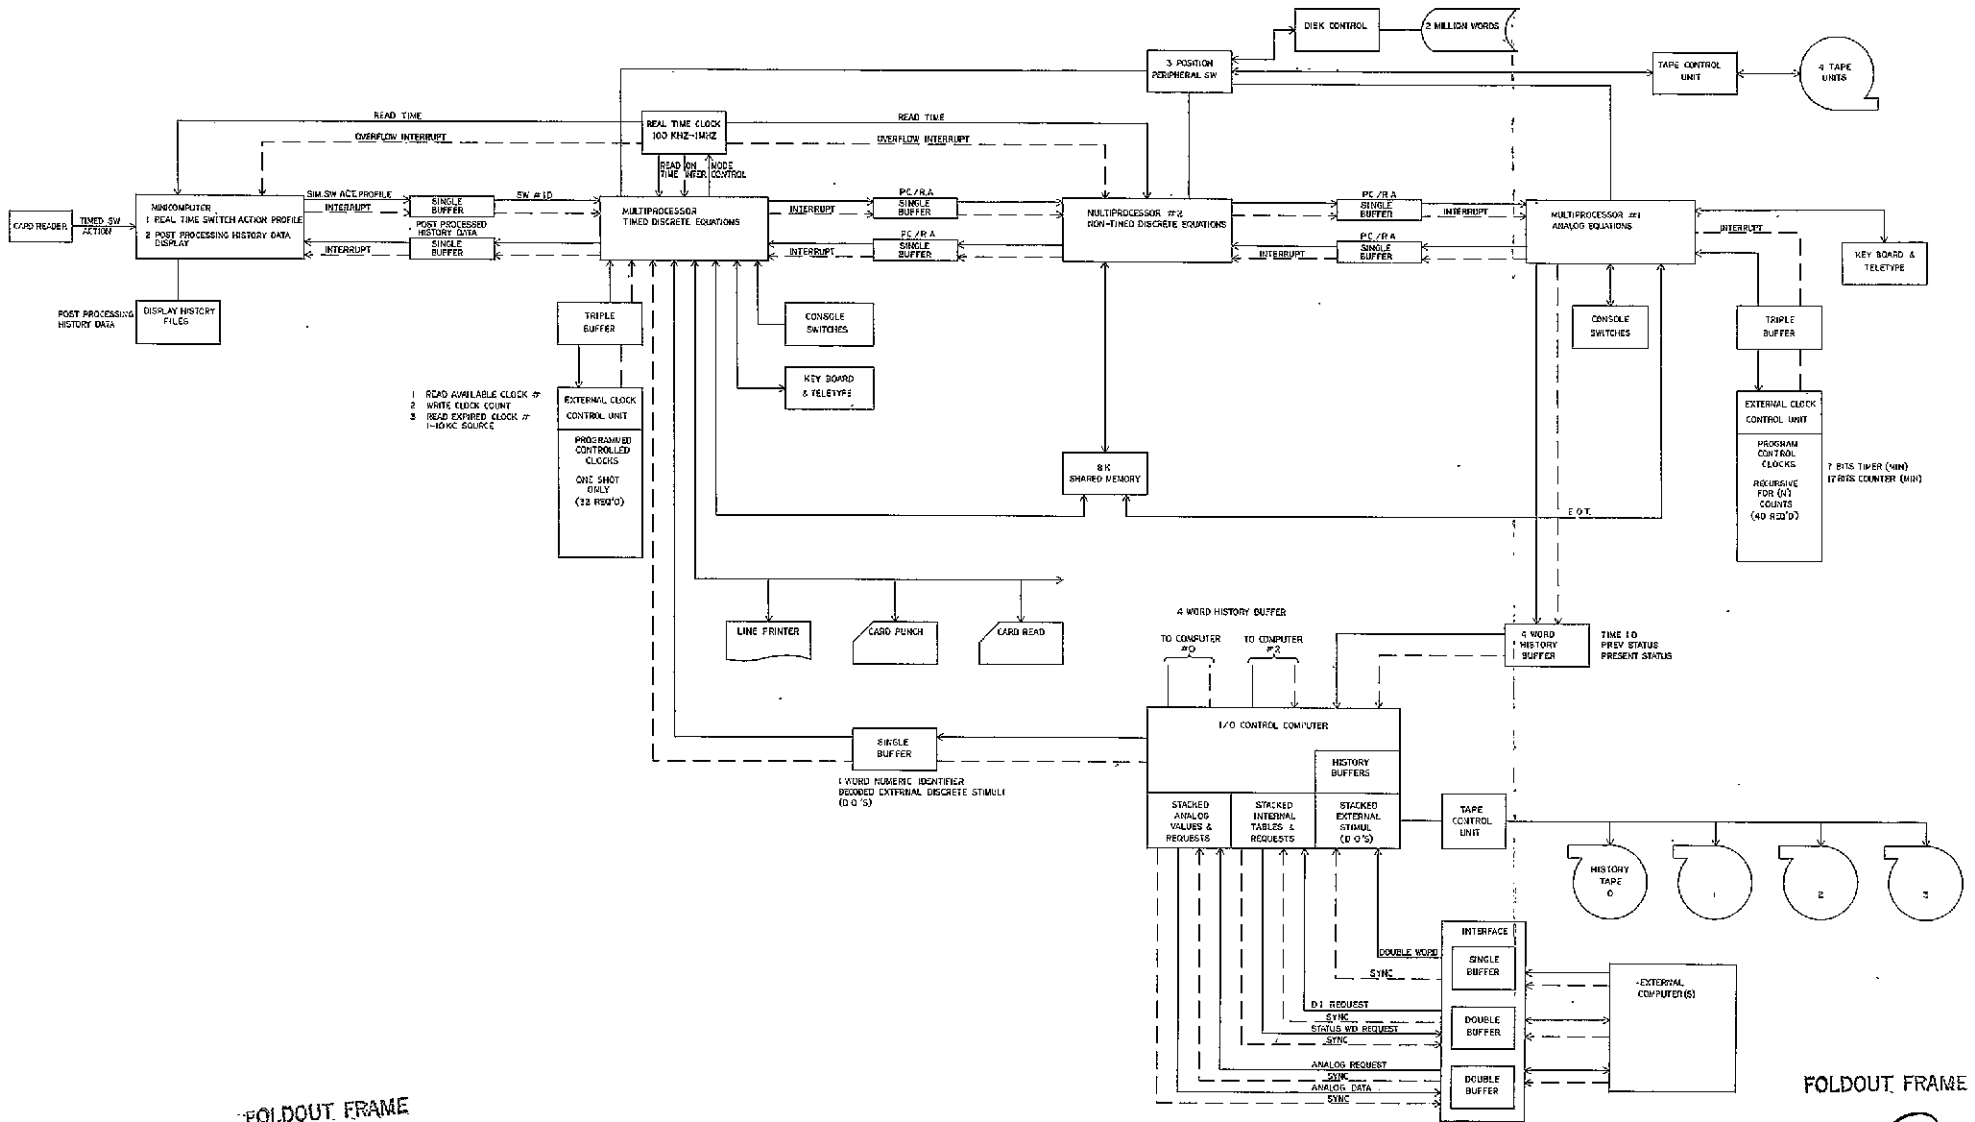 DISK CONTROL
2 MILLION WORDS
3 POSITION
PERIPHERAL SW
TAPE CONTROL
UNIT
4 TAPE
UNITS
READ TIME
REAL TIME CLOCK
100 KHZ-1MHZ
READ TIME
OVERFLOW INTERRUPT
OVERFLOW INTERRUPT
READ
TIME
ON
INTER
MODE
CONTROL
CARD READER
TIMED SW
ACTION
MINICOMPUTER
1 REAL TIME SWITCH ACTION PROFILE
2 POST PROCESSING HISTORY DATA
DISPLAY
SIM.SW ACT.PROFILE
INTERRUPT
SINGLE
BUFFER
SW # ID
POST PROCESSED
HISTORY DATA
INTERRUPT
SINGLE
BUFFER
MULTIPROCESSOR
TIMED DISCRETE EQUATIONS
INTERRUPT
PC/RA
SINGLE
BUFFER
INTERRUPT
PC/RA
SINGLE
BUFFER
MULTIPROCESSOR #2
NON-TIMED DISCRETE EQUATIONS
PC/RA
SINGLE
BUFFER
INTERRUPT
INTERRUPT
PC/RA
SINGLE
BUFFER
MULTIPROCESSOR #1
ANALOG EQUATIONS
INTERRUPT
KEY BOARD &
TELETYPE
POST PROCESSING
HISTORY DATA
DISPLAY HISTORY
FILES
TRIPLE
BUFFER
CONSOLE
SWITCHES
CONSOLE
SWITCHES
TRIPLE
BUFFER
KEY BOARD
& TELETYPE
1 READ AVAILABLE CLOCK #
2 WRITE CLOCK COUNT
3 READ EXPIRED CLOCK #
1-10KC SOURCE
EXTERNAL CLOCK
CONTROL UNIT
PROGRAMMED
CONTROLLED
CLOCKS
ONE SHOT
ONLY
(32 REQ'D)
EXTERNAL CLOCK
CONTROL UNIT
PROGRAM
CONTROL
CLOCKS
RECURSIVE
FOR (N)
COUNTS
(40 REQ'D)
7 BITS TIMER (MIN)
17 BITS COUNTER (MIN)
8K
SHARED MEMORY
E O T.
LINE PRINTER
CARD PUNCH
CARD READ
4 WORD HISTORY BUFFER
TO COMPUTER
#0
TO COMPUTER
#2
4 WORD
HISTORY
BUFFER
TIME ID
PREV STATUS
PRESENT STATUS
I/O CONTROL COMPUTER
SINGLE
BUFFER
1 WORD NUMERIC IDENTIFIER
DECODED EXTERNAL DISCRETE STIMULI
(D O'S)
HISTORY
BUFFERS
STACKED
ANALOG
VALUES &
REQUESTS
STACKED
INTERNAL
TABLES &
REQUESTS
STACKED
EXTERNAL
STIMUL
(D O'S)
TAPE
CONTROL
UNIT
HISTORY
TAPE
0
1
2
3
INTERFACE
DOUBLE WORD
SYNC
SINGLE
BUFFER
EXTERNAL
COMPUTER(S)
D I REQUEST
SYNC
STATUS WD REQUEST
SYNC
DOUBLE
BUFFER
ANALOG REQUEST
SYNC
ANALOG DATA
SYNC
DOUBLE
BUFFER
FOLDOUT FRAME
FOLDOUT FRAME